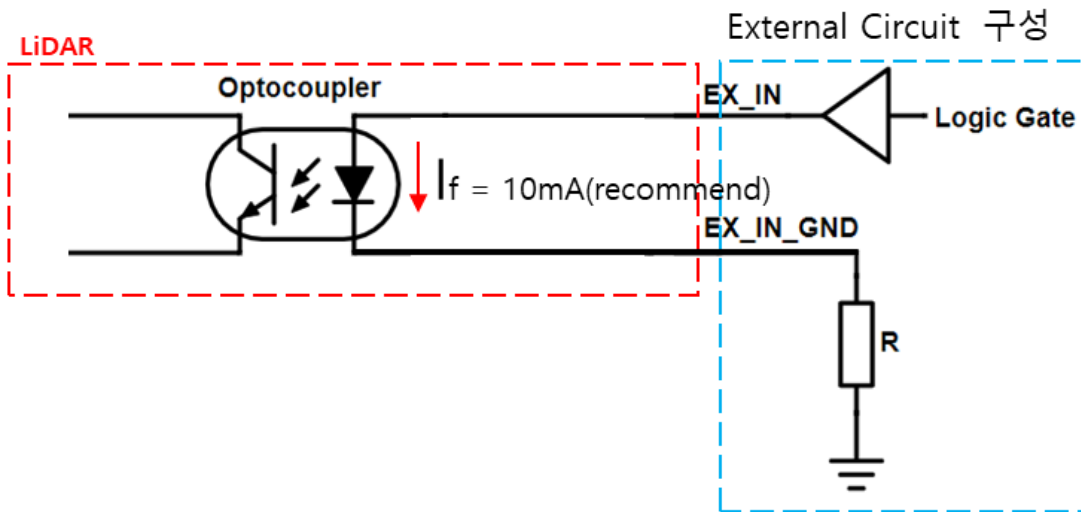 External Circuit 구성
LiDAR
Optocoupler
EX_IN
Logic Gate
If = 10mA(recommend)
EX_IN_GND
R